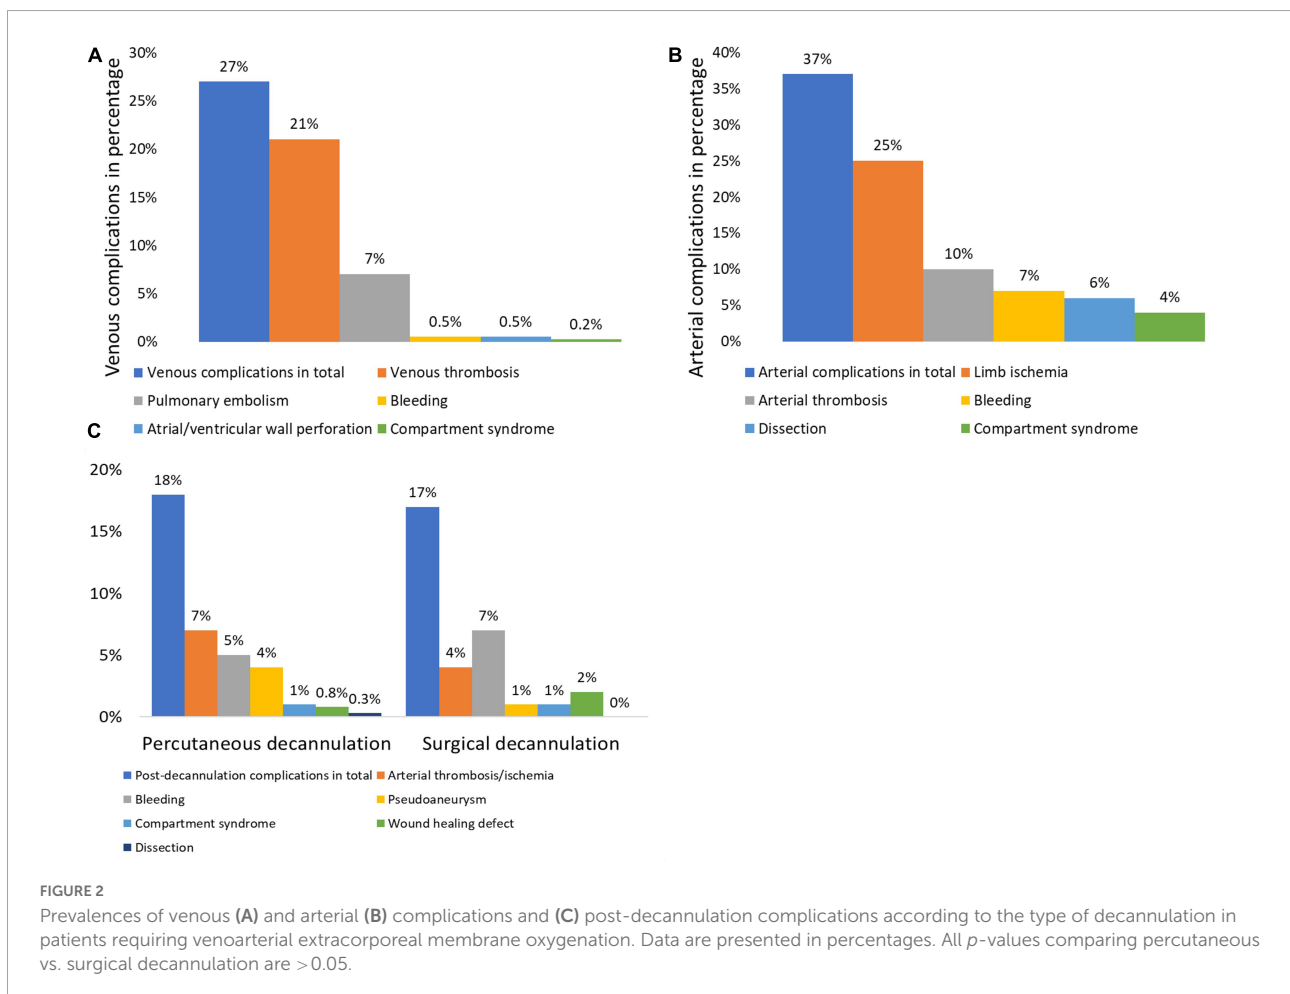 A
Venous complications in percentage
30%
25%
20%
15%
10%
5%
0%
27%
21%
7%
0.5%
0.5%
0.2%
Venous complications in total
Venous thrombosis
Pulmonary embolism
Bleeding
Atrial/ventricular wall perforation
Compartment syndrome
B
Arterial complications in percentage
40%
35%
30%
25%
20%
15%
10%
5%
0%
37%
25%
10%
7%
6%
4%
Arterial complications in total
Limb ischemia
Arterial thrombosis
Bleeding
Dissection
Compartment syndrome
C
20%
15%
10%
5%
0%
18%
7%
5%
4%
1%
0.8%
0.3%
17%
4%
7%
1%
1%
2%
0%
Percutaneous decannulation
Surgical decannulation
Post-decannulation complications in total
Arterial thrombosis/ischemia
Bleeding
Pseudoaneurysm
Compartment syndrome
Wound healing defect
Dissection
FIGURE 2
Prevalences of venous (A) and arterial (B) complications and (C) post-decannulation complications according to the type of decannulation in
patients requiring venoarterial extracorporeal membrane oxygenation. Data are presented in percentages. All p-values comparing percutaneous
vs. surgical decannulation are >0.05.